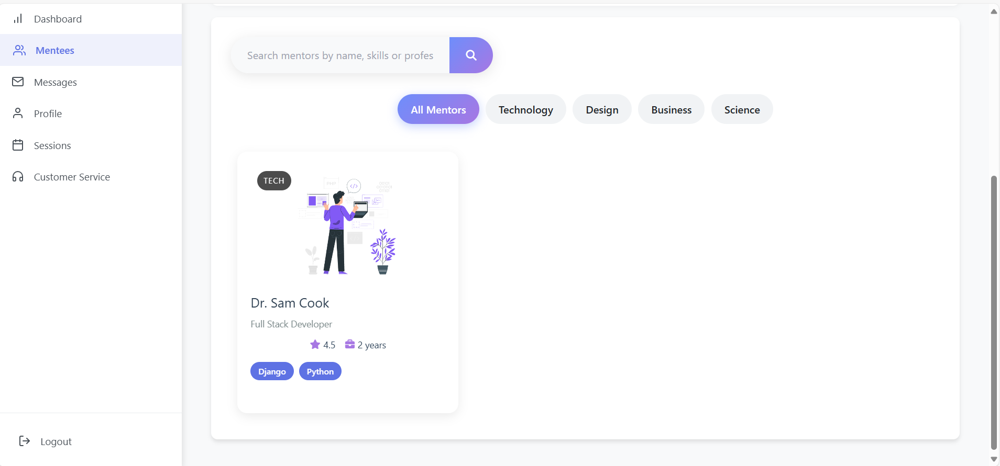 Dashboard
Mentees
Messages
Profile
Sessions
Customer Service
Logout
Search mentors by name, skills or profes
All Mentors
Technology
Design
Business
Science
TECH
PHP
</>
Dr. Sam Cook
Full Stack Developer
4.5
2 years
Django
Python